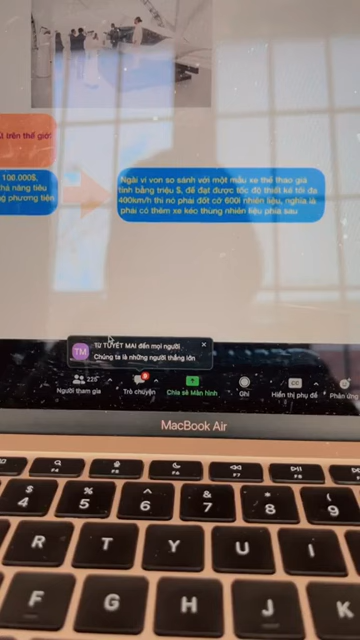 trên thế giới
100.000$,
năng tiêu
phương tiện
Ngài ví von so sánh với một mẫu xe thể thao giá
tính bằng triệu $, để đạt được tốc độ thiết kế tối đa
400km/h thì nó phải đốt cỡ 600l nhiên liệu, nghĩa là
phải có thêm xe kéo thùng nhiên liệu phía sau
TM
Từ TUYẾT MAI đến mọi người
Chúng ta là những người thắng lớn
225
8
CC
Người tham gia
Trò chuyện
Chia sẻ Màn hình
Ghi
Hiển thị phụ đề
Phản ứng
MacBook Air
F4
F5
F6
F7
F8
F9
$
4
%
5
^
6
&
7
*
8
(
9
R
T
Y
U
I
F
G
H
J
K